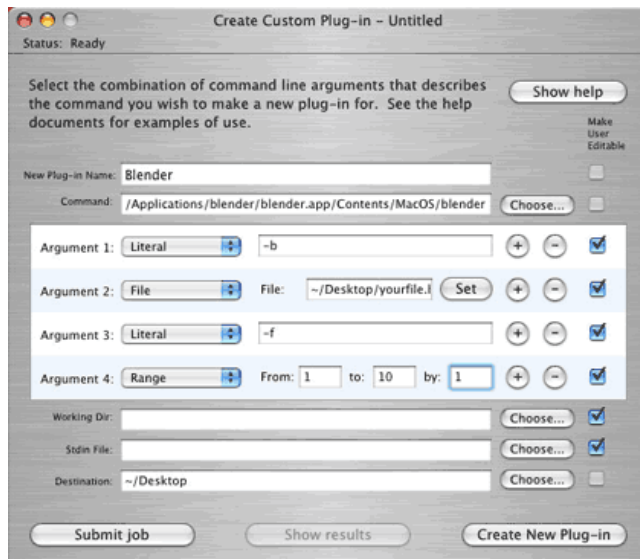 Create Custom Plug-in – Untitled
Status: Ready
Select the combination of command line arguments that describes
the command you wish to make a new plug-in for. See the help
documents for examples of use.
Show help
Make
User
Editable
New Plug-in Name: Blender
Command: /Applications/blender/blender.app/Contents/MacOS/blender Choose...
Argument 1: Literal -b + −
Argument 2: File File: ~/Desktop/yourfile. Set + −
Argument 3: Literal -f + −
Argument 4: Range From: 1 to: 10 by: 1 + −
Working Dir: Choose...
Stdin File: Choose...
Destination: ~/Desktop Choose...
Submit job Show results Create New Plug-in